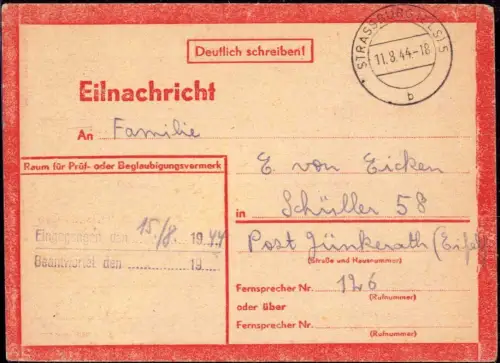 Deutlich schreiben!
STRASSBURG (ELS) 5
11.8.44-18
b
Eilnachricht
An Familie
Raum für Prüf- oder Beglaubigungsvermerk
E. von Eicken
in Schüller 58
Eingegangen den 15/8 1944
Post Jünkerath (Eifel)
Beantwortet den 19
(Straße und Hausnummer)
Fernsprecher Nr. 126
(Rufnummer)
oder über
Fernsprecher Nr.
(Rufnummer)